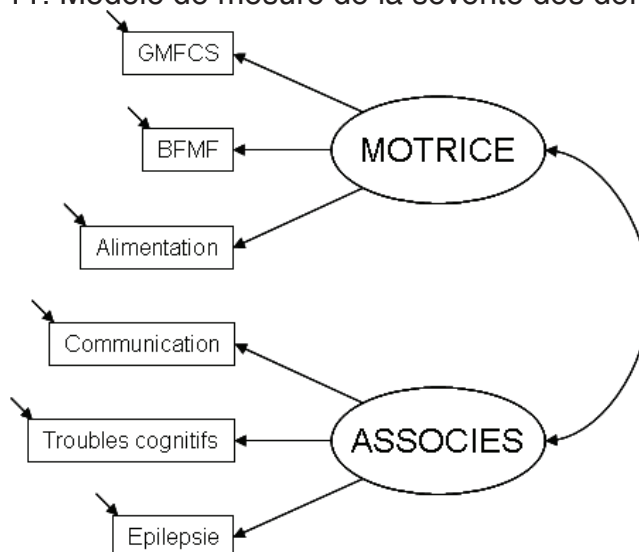 Modèle de mesure de la sévérité des
GMFCS
BFMF
MOTRICE
Alimentation
Communication
Troubles cognitifs
ASSOCIES
Epilepsie